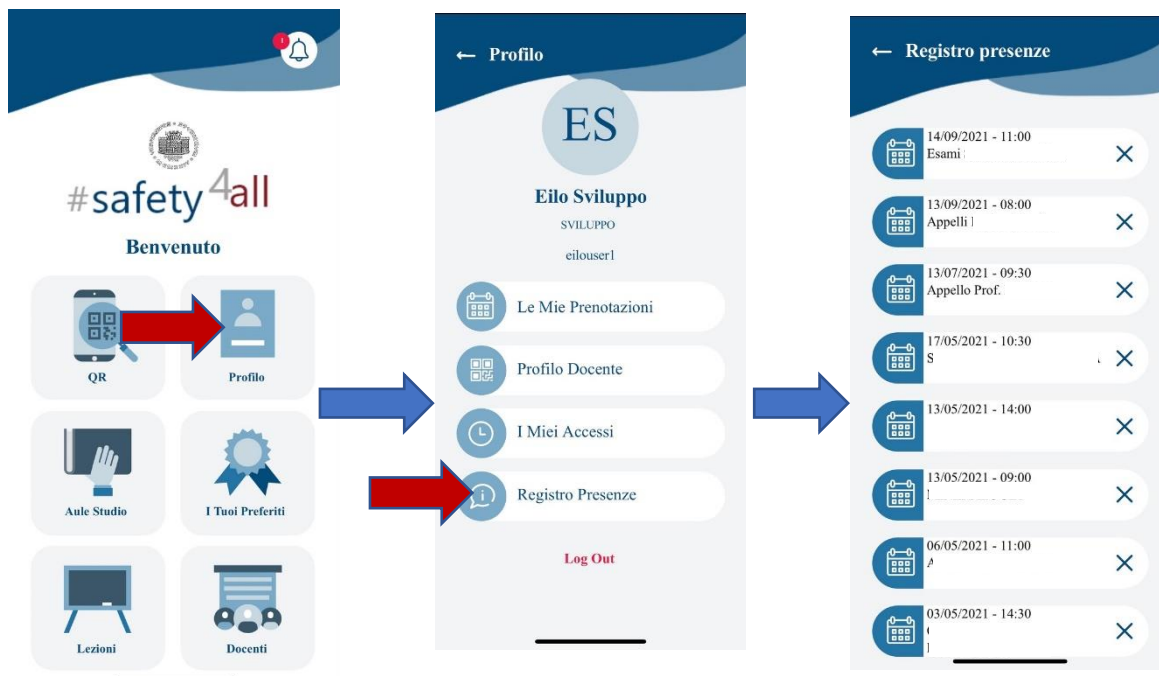 #safety 4all
Benvenuto
QR
Profilo
Aule Studio
I Tuoi Preferiti
Lezioni
Docenti
← Profilo
ES
Eilo Sviluppo
SVILUPPO
eilouser1
Le Mie Prenotazioni
Profilo Docente
I Miei Accessi
Registro Presenze
Log Out
← Registro presenze
14/09/2021 - 11:00
Esami
13/09/2021 - 08:00
Appelli
13/07/2021 - 09:30
Appello Prof.
17/05/2021 - 10:30
S
13/05/2021 - 14:00
13/05/2021 - 09:00
06/05/2021 - 11:00
03/05/2021 - 14:30